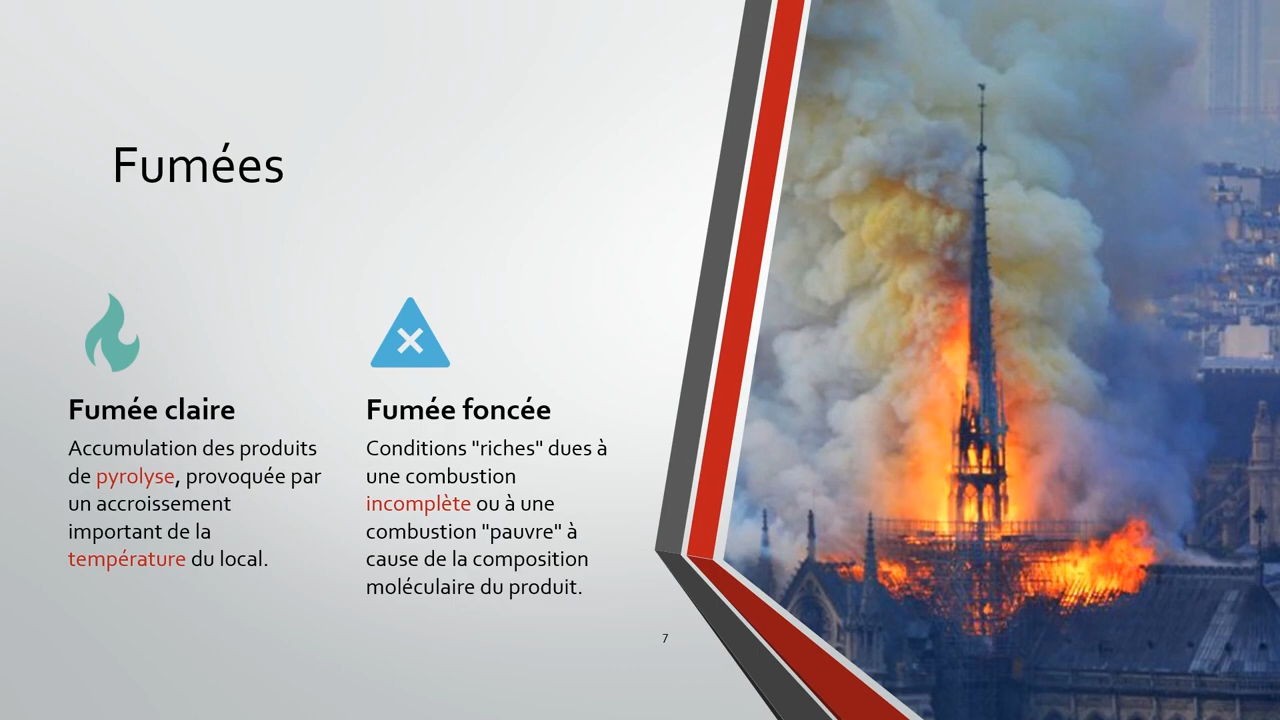 Fumées
Fumée claire
Accumulation des produits
de pyrolyse, provoquée par
un accroissement
important de la
température du local.
Fumée foncée
Conditions "riches" dues à
une combustion
incomplète ou à une
combustion "pauvre" à
cause de la composition
moléculaire du produit.
7